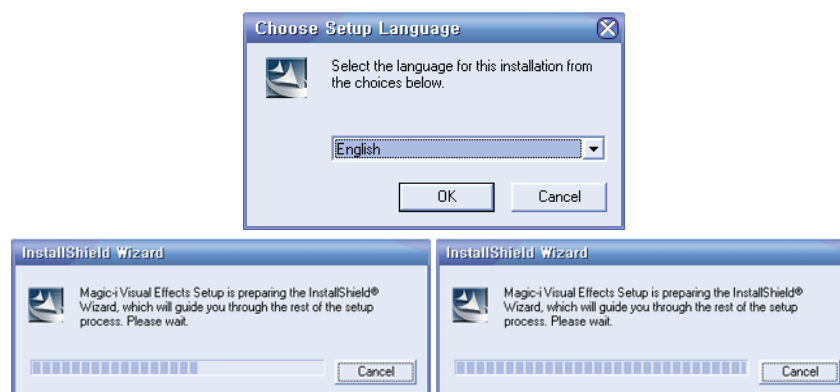 Choose Setup Language
Select the language for this installation from
the choices below.
English
OK
Cancel
InstallShield Wizard
Magic-i Visual Effects Setup is preparing the InstallShield®
Wizard, which will guide you through the rest of the setup
process. Please wait.
Cancel
InstallShield Wizard
Magic-i Visual Effects Setup is preparing the InstallShield®
Wizard, which will guide you through the rest of the setup
process. Please wait.
Cancel